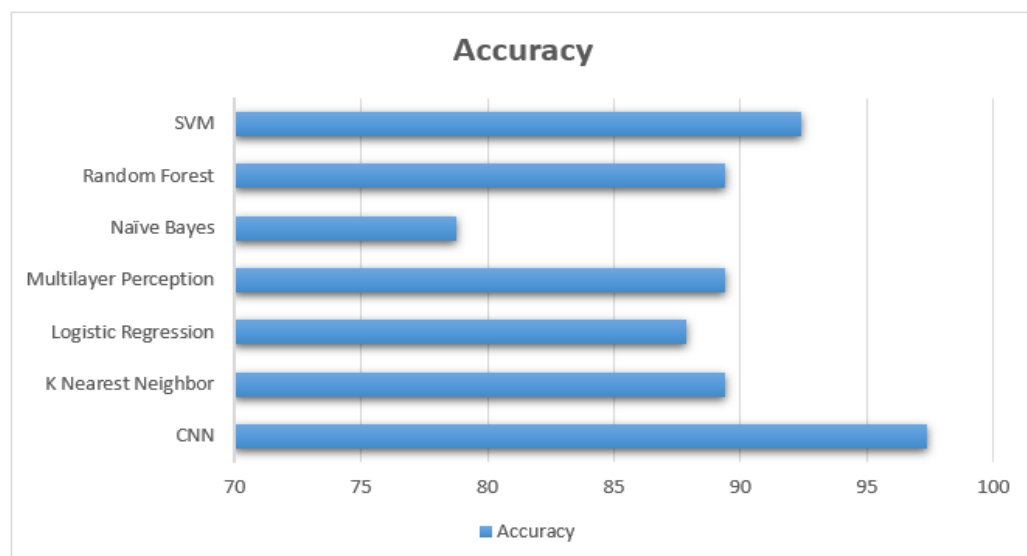 Accuracy
SVM
Random Forest
Naïve Bayes
Multilayer Perception
Logistic Regression
K Nearest Neighbor
CNN
70 75 80 85 90 95 100
Accuracy